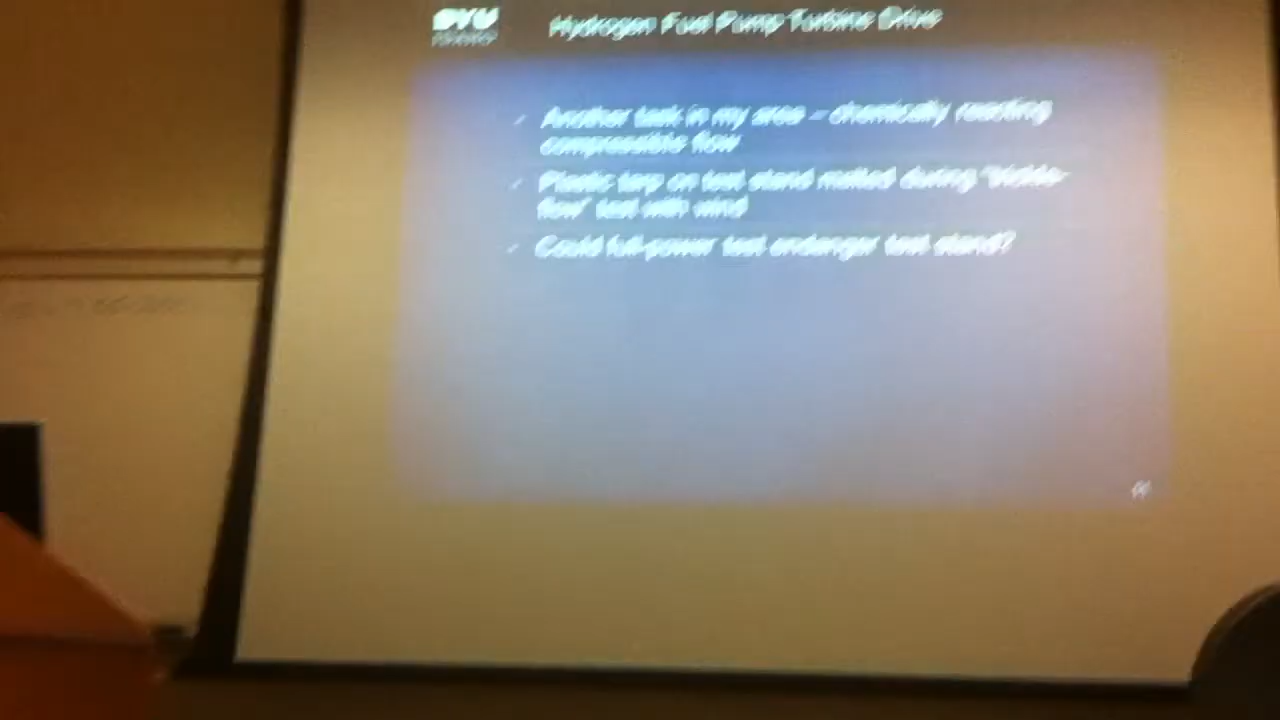 BYU
Hydrogen Fuel Pump Turbine Drive
Another task in my area – chemically reacting
compressible flow
Plastic tarp on test stand melted during
flow" test with wind
Could full-power test endanger test stand?